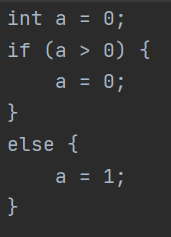 int a = 0;
if (a > 0) {
    a = 0;
}
else {
    a = 1;
}